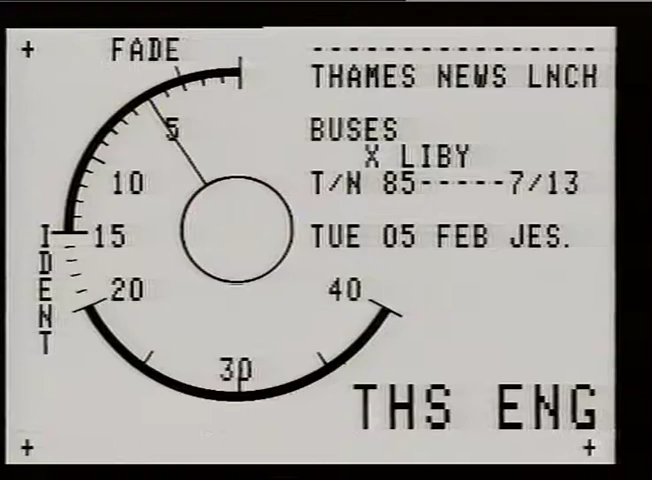 FADE
5
10
15
20
30
40
IDENT
------------------
THAMES NEWS LNCH
BUSES
X LIBY
T/N 85-----7/13
TUE 05 FEB JES.
THS ENG